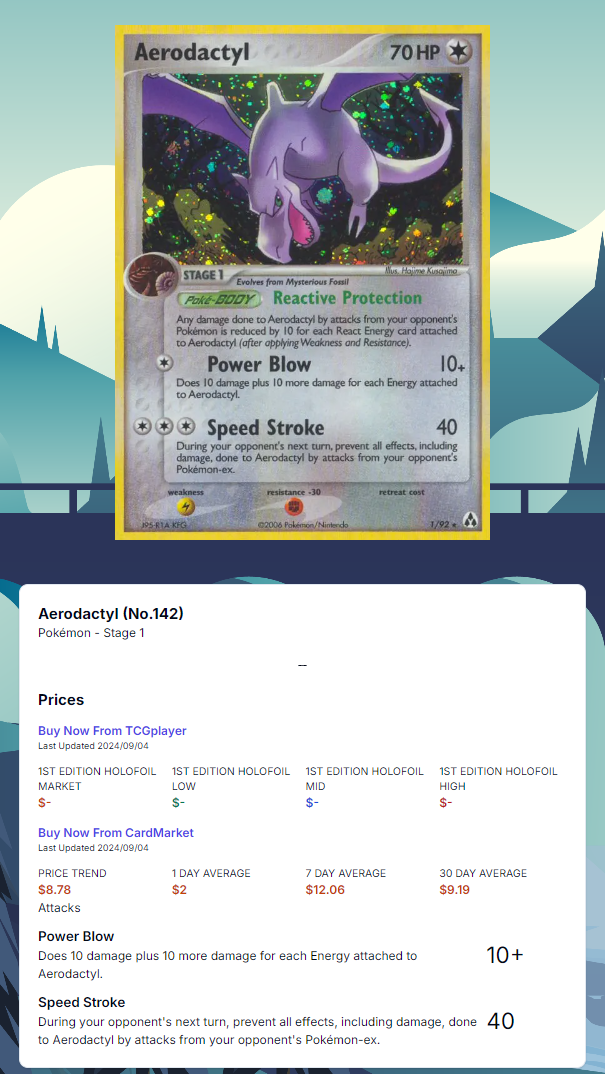 Aerodactyl 70 HP
Illus. Hajime Kusajima
STAGE 1 Evolves from Mysterious Fossil
Poké-BODY Reactive Protection
Any damage done to Aerodactyl by attacks from your opponent's
Pokémon is reduced by 10 for each React Energy card attached
to Aerodactyl (after applying Weakness and Resistance).
Power Blow 10+
Does 10 damage plus 10 more damage for each Energy attached
to Aerodactyl.
Speed Stroke 40
During your opponent's next turn, prevent all effects, including
damage, done to Aerodactyl by attacks from your opponent's
Pokémon-ex.
weakness resistance -30 retreat cost
©2006 Pokémon/Nintendo 1/92
Aerodactyl (No.142)
Pokémon - Stage 1
--
Prices
Buy Now From TCGplayer
Last Updated 2024/09/04
1ST EDITION HOLOFOIL MARKET
$-
1ST EDITION HOLOFOIL LOW
$-
1ST EDITION HOLOFOIL MID
$-
1ST EDITION HOLOFOIL HIGH
$-
Buy Now From CardMarket
Last Updated 2024/09/04
PRICE TREND 1 DAY AVERAGE 7 DAY AVERAGE 30 DAY AVERAGE
$8.78 $2 $12.06 $9.19
Attacks
Power Blow
Does 10 damage plus 10 more damage for each Energy attached to
Aerodactyl.
10+
Speed Stroke
During your opponent's next turn, prevent all effects, including damage, done
to Aerodactyl by attacks from your opponent's Pokémon-ex.
40